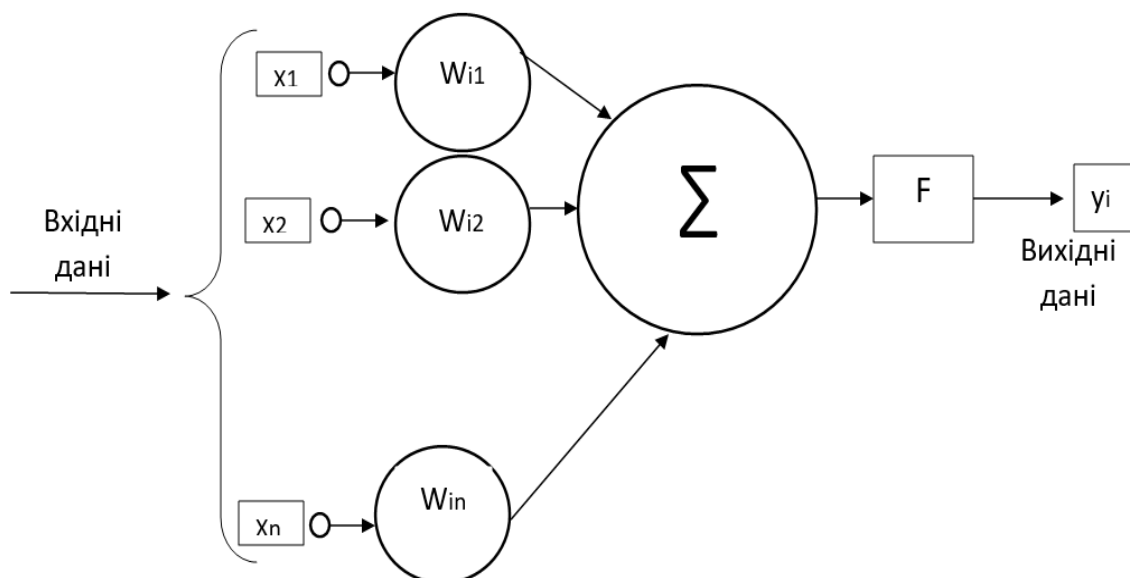 Вхідні
дані
x1
Wi1
x2
Wi2
xn
Win
∑
F
yi
Вихідні
дані